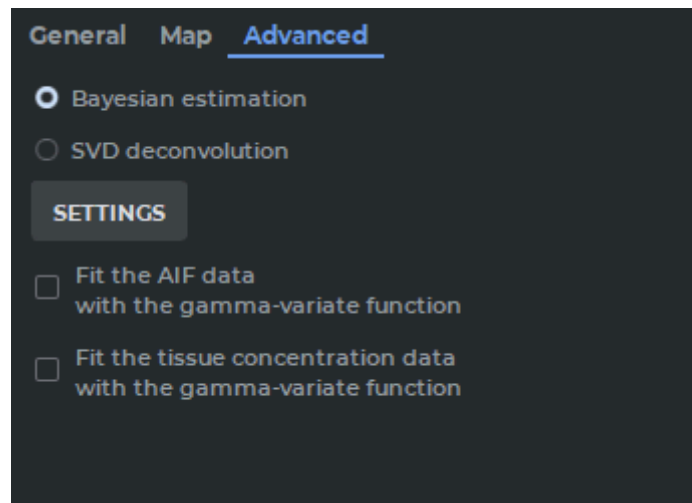 General Map Advanced
Bayesian estimation
SVD deconvolution
SETTINGS
Fit the AIF data
with the gamma-variate function
Fit the tissue concentration data
with the gamma-variate function